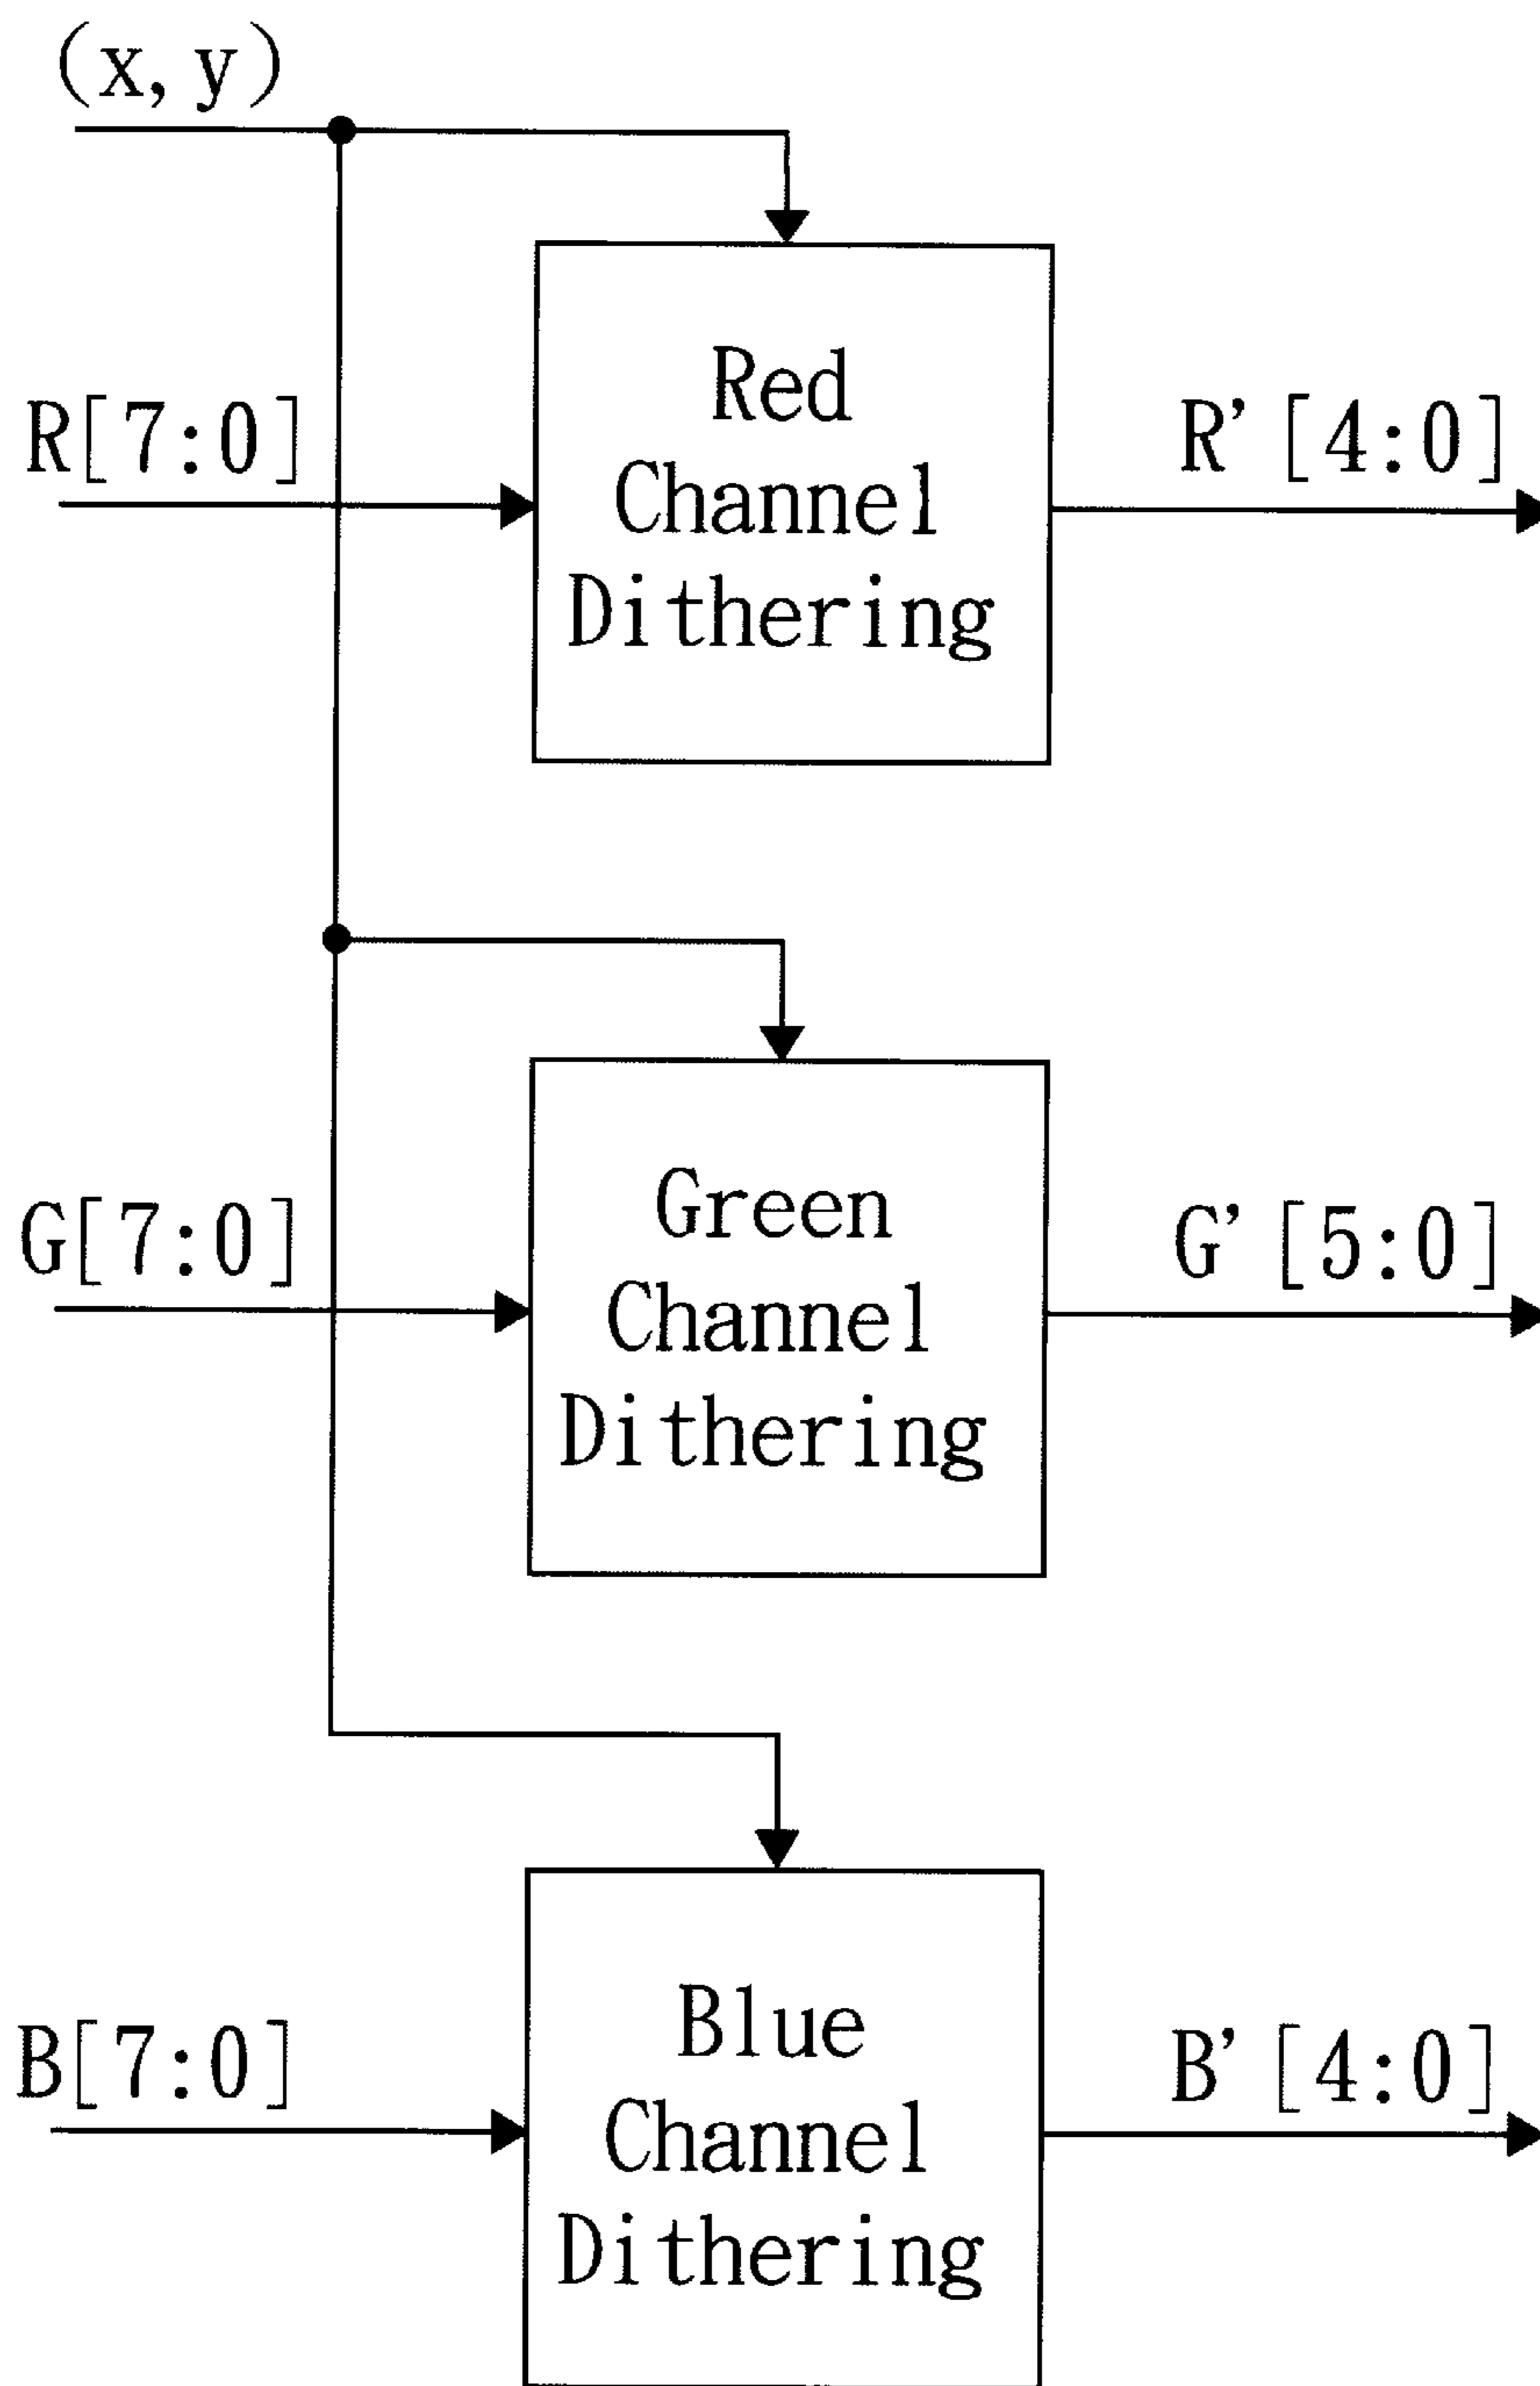 (x, y)
Red
Channel
Dithering
R[7:0]
R' [4:0]
Green
Channel
Dithering
G[7:0]
G' [5:0]
Blue
Channel
Dithering
B[7:0]
B' [4:0]